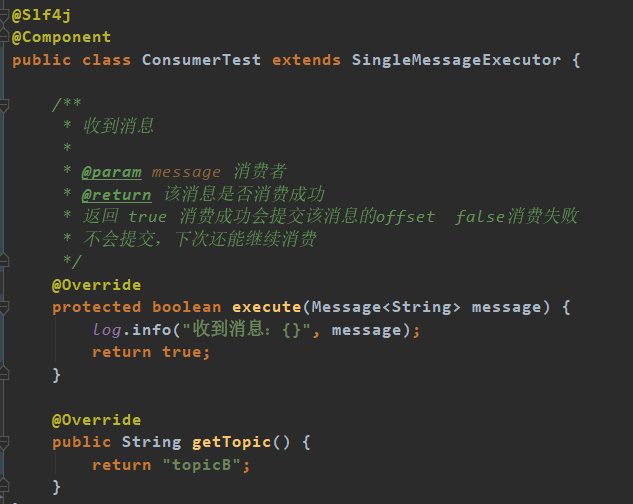 @Slf4j
@Component
public class ConsumerTest extends SingleMessageExecutor {
/**
* 收到消息
*
* @param message 消费者
* @return 该消息是否消费成功
* 返回 true 消费成功会提交该消息的offset  false消费失败
* 不会提交，下次还能继续消费
*/
@Override
protected boolean execute(Message<String> message) {
log.info("收到消息：{}", message);
return true;
}
@Override
public String getTopic() {
return "topicB";
}